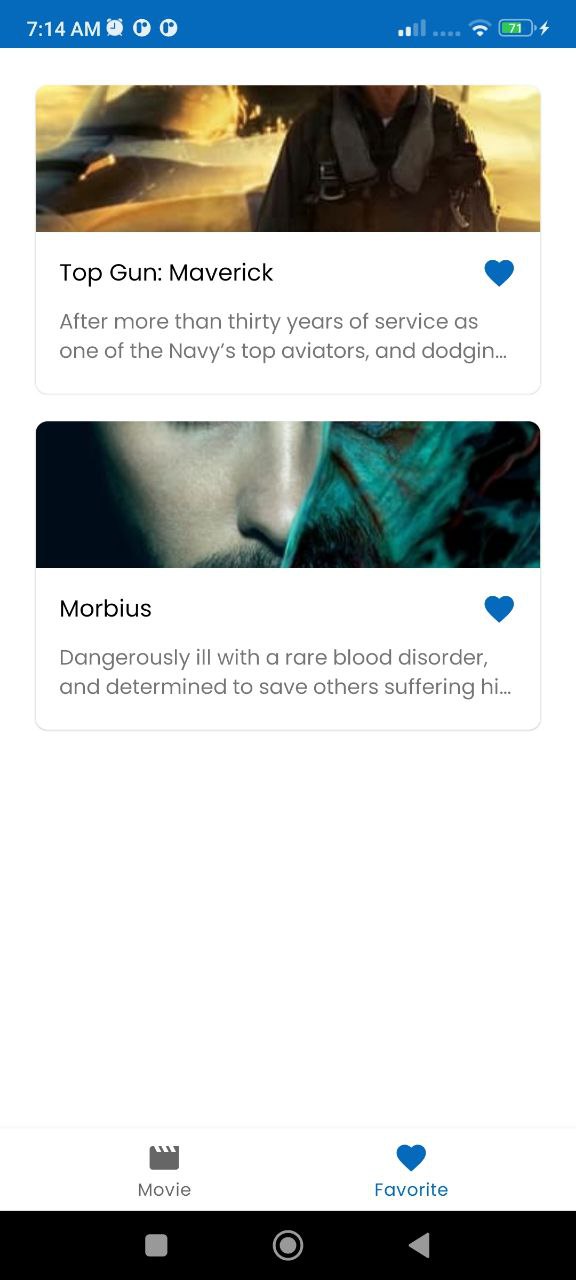 7:14 AM
71
Top Gun: Maverick
After more than thirty years of service as
one of the Navy’s top aviators, and dodgin...
Morbius
Dangerously ill with a rare blood disorder,
and determined to save others suffering hi...
Movie
Favorite